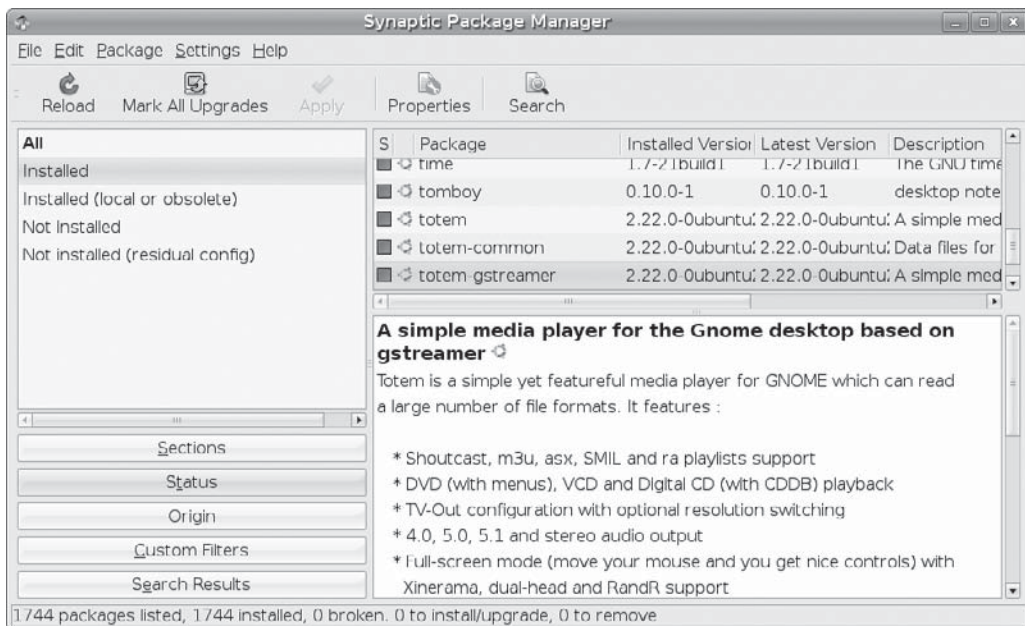 Synaptic Package Manager
File Edit Package Settings Help
Reload Mark All Upgrades Apply Properties Search
All
Installed
Installed (local or obsolete)
Not Installed
Not installed (residual config)
S Package Installed Version Latest Version Description
time 1.7-21build1 1.7-21build1 The GNU time
tomboy 0.10.0-1 0.10.0-1 desktop note
totem 2.22.0-0ubuntu 2.22.0-0ubuntu A simple med
totem-common 2.22.0-0ubuntu 2.22.0-0ubuntu Data files for
totem-gstreamer 2.22.0-0ubuntu 2.22.0-0ubuntu A simple med
A simple media player for the Gnome desktop based on
gstreamer
Totem is a simple yet featureful media player for GNOME which can read
a large number of file formats. It features :
* Shoutcast, m3u, asx, SMIL and ra playlists support
* DVD (with menus), VCD and Digital CD (with CDDB) playback
* TV-Out configuration with optional resolution switching
* 4.0, 5.0, 5.1 and stereo audio output
* Full-screen mode (move your mouse and you get nice controls) with
Xinerama, dual-head and RandR support
Sections
Status
Origin
Custom Filters
Search Results
1744 packages listed, 1744 installed, 0 broken. 0 to install/upgrade, 0 to remove